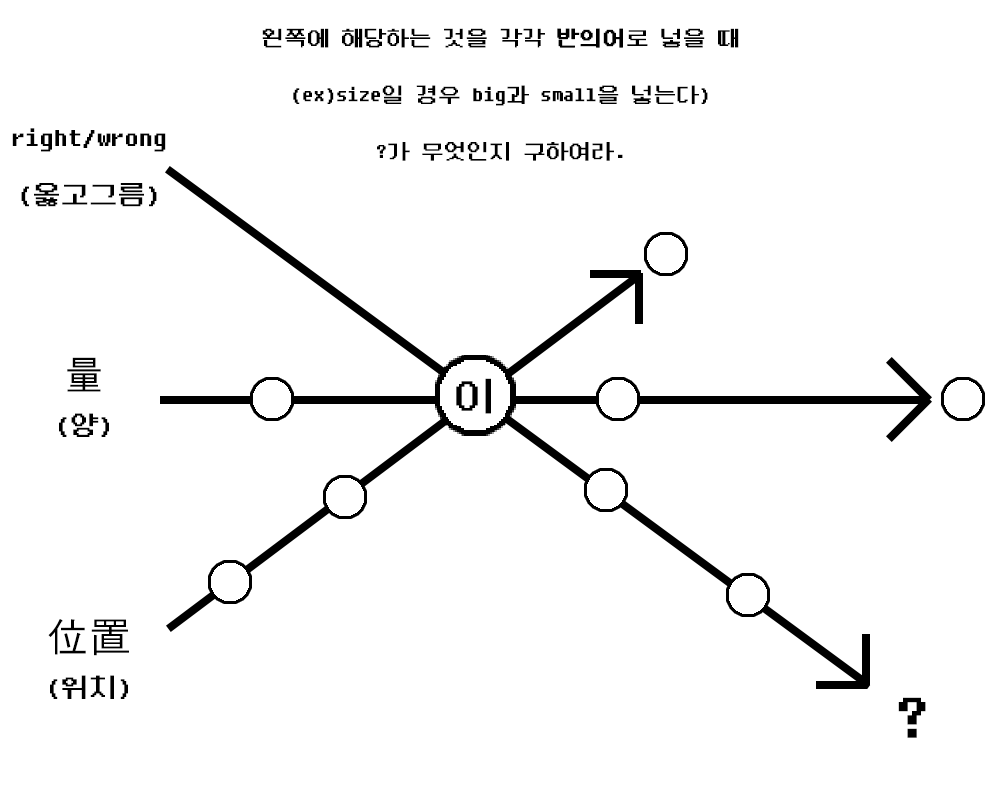 왼쪽에 해당하는 것을 각각 반의어로 넣을 때
(ex)size일 경우 big과 small을 넣는다)
?가 무엇인지 구하여라.
right/wrong
(옳고그름)
이
量
(양)
位置
(위치)
?